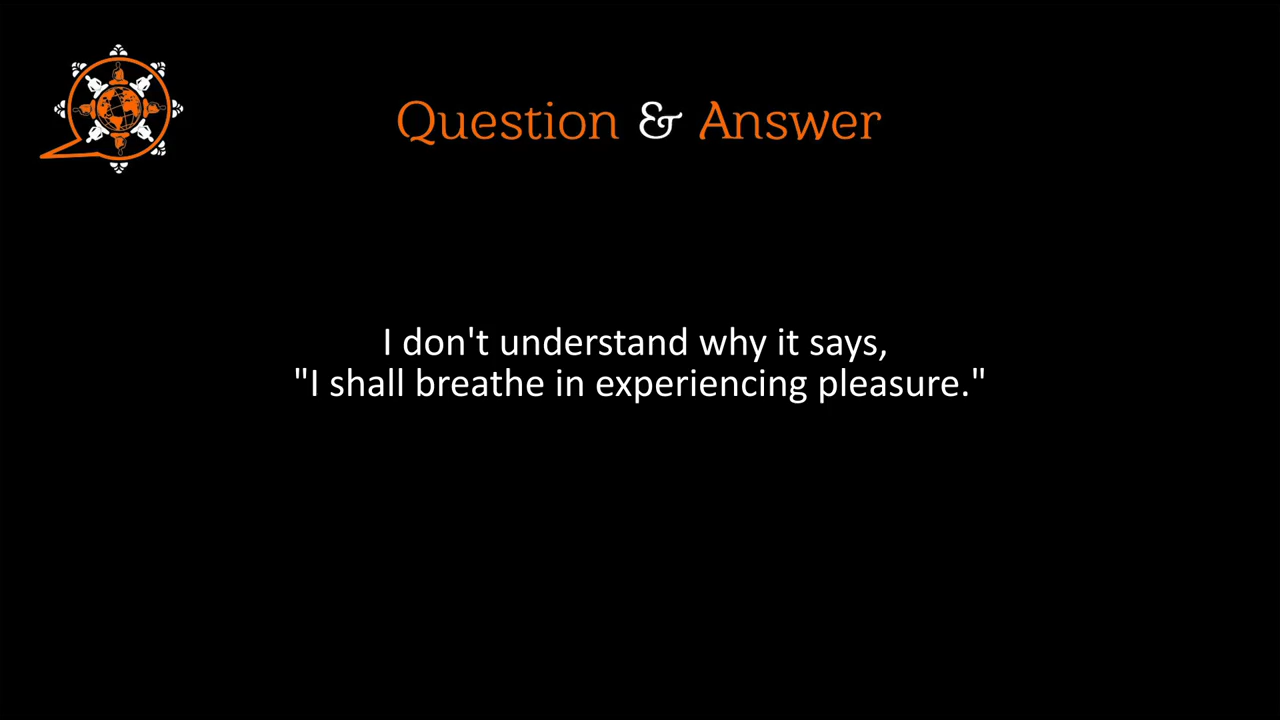 Question & Answer
I don't understand why it says,
"I shall breathe in experiencing pleasure."